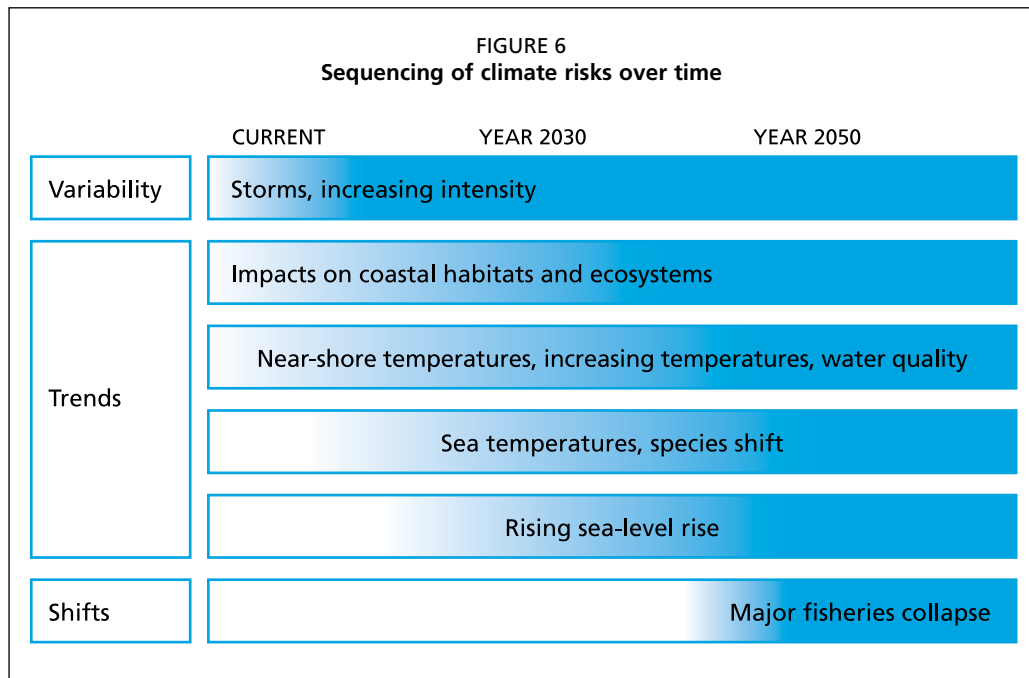 FIGURE 6
Sequencing of climate risks over time
CURRENT YEAR 2030 YEAR 2050
Variability Storms, increasing intensity
Trends
Impacts on coastal habitats and ecosystems
Near-shore temperatures, increasing temperatures, water quality
Sea temperatures, species shift
Rising sea-level rise
Shifts Major fisheries collapse